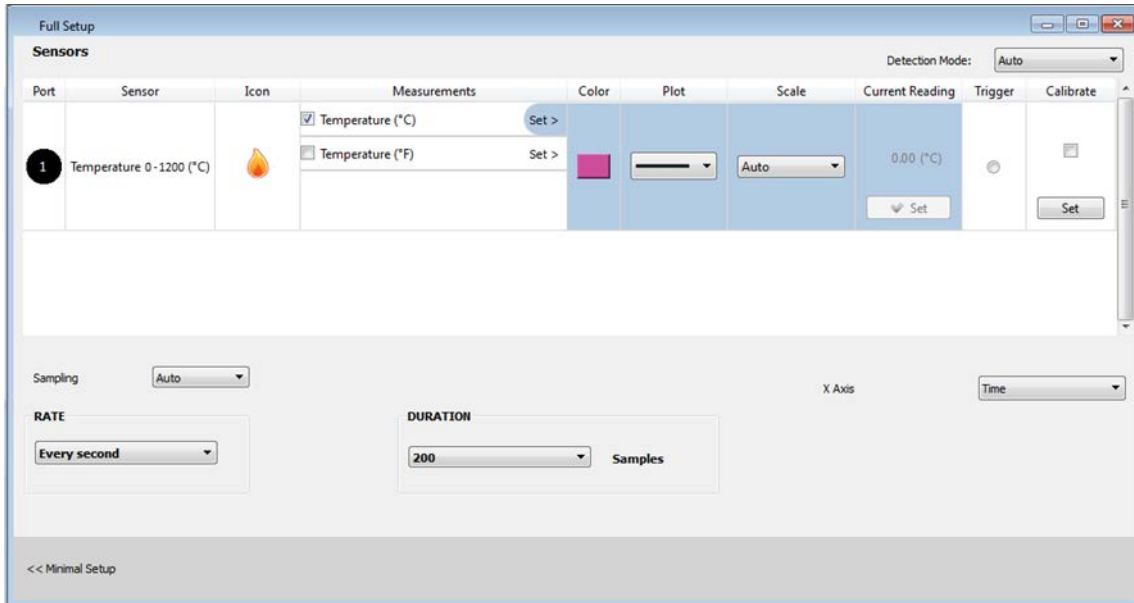 Full Setup
Sensors
Detection Mode: Auto
Port Sensor Icon Measurements Color Plot Scale Current Reading Trigger Calibrate
Temperature (°C) Set >
1 Temperature 0-1200 (°C) Temperature (°F) Set > Auto 0.00 (°C)
Set Set
Sampling Auto
X Axis Time
RATE DURATION
Every second 200 Samples
<< Minimal Setup